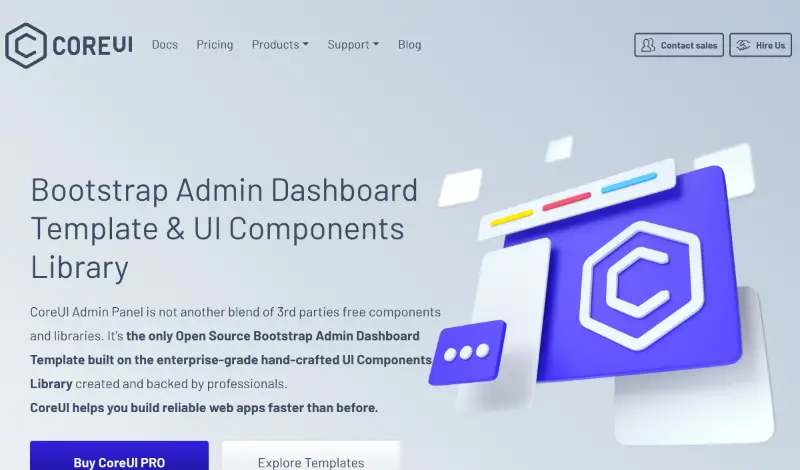 COREUI Docs Pricing Products Support Blog Contact sales Hire Us
Bootstrap Admin Dashboard
Template & UI Components
Library
CoreUI Admin Panel is not another blend of 3rd parties free components
and libraries. It's the only Open Source Bootstrap Admin Dashboard
Template built on the enterprise-grade hand-crafted UI Components
Library created and backed by professionals.
CoreUI helps you build reliable web apps faster than before.
Buy CoreUI PRO Explore Templates